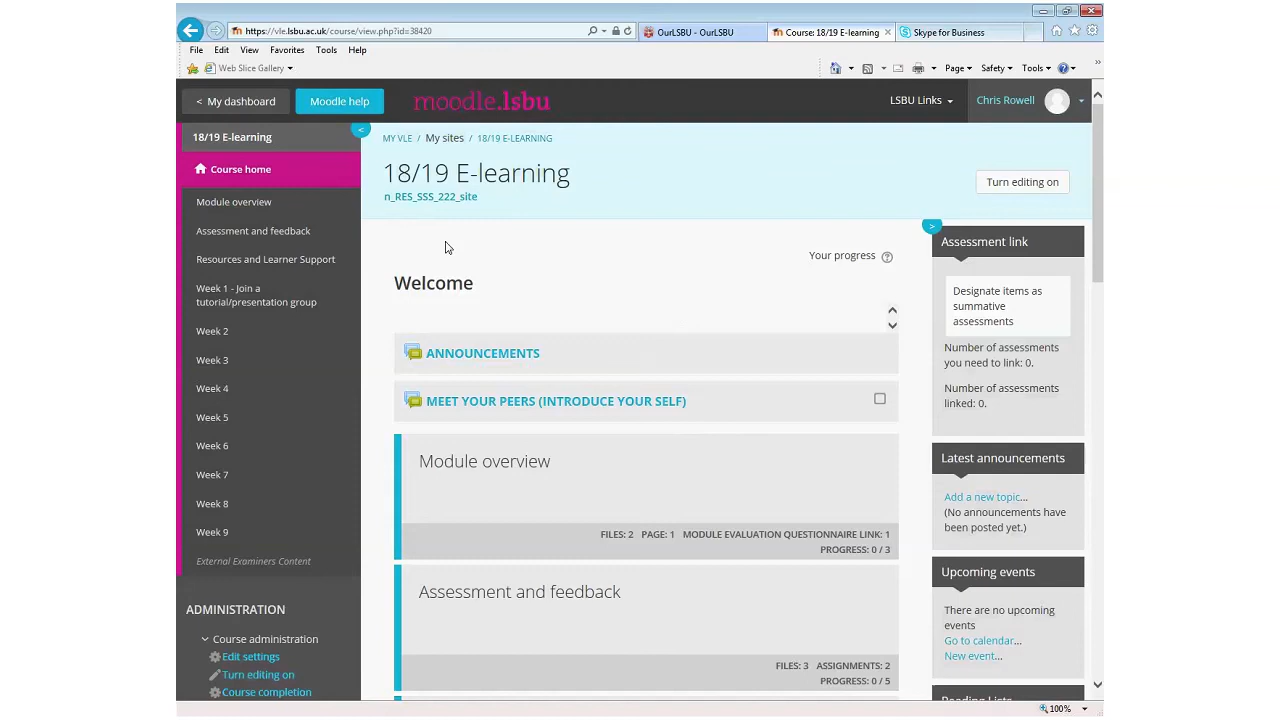 https://vle.lsbu.ac.uk/course/view.php?id=38420
OurLSBU - OurLSBU
Course: 18/19 E-learning
Skype for Business
File Edit View Favorites Tools Help
Web Slice Gallery
Page Safety Tools
< My dashboard
Moodle help
moodle.lsbu
LSBU Links
Chris Rowell
18/19 E-learning
Course home
Module overview
Assessment and feedback
Resources and Learner Support
Week 1 - Join a
tutorial/presentation group
Week 2
Week 3
Week 4
Week 5
Week 6
Week 7
Week 8
Week 9
External Examiners Content
ADMINISTRATION
Course administration
Edit settings
Turn editing on
Course completion
MY VLE / My sites / 18/19 E-LEARNING
18/19 E-learning
n_RES_SSS_222_site
Turn editing on
Your progress
Welcome
ANNOUNCEMENTS
MEET YOUR PEERS (INTRODUCE YOUR SELF)
Module overview
FILES: 2 PAGE: 1 MODULE EVALUATION QUESTIONNAIRE LINK: 1
PROGRESS: 0 / 3
Assessment and feedback
FILES: 3 ASSIGNMENTS: 2
PROGRESS: 0 / 5
Assessment link
Designate items as
summative
assessments
Number of assessments
you need to link: 0.
Number of assessments
linked: 0.
Latest announcements
Add a new topic...
(No announcements have
been posted yet.)
Upcoming events
There are no upcoming
events
Go to calendar...
New event...
Reading Lists
100%